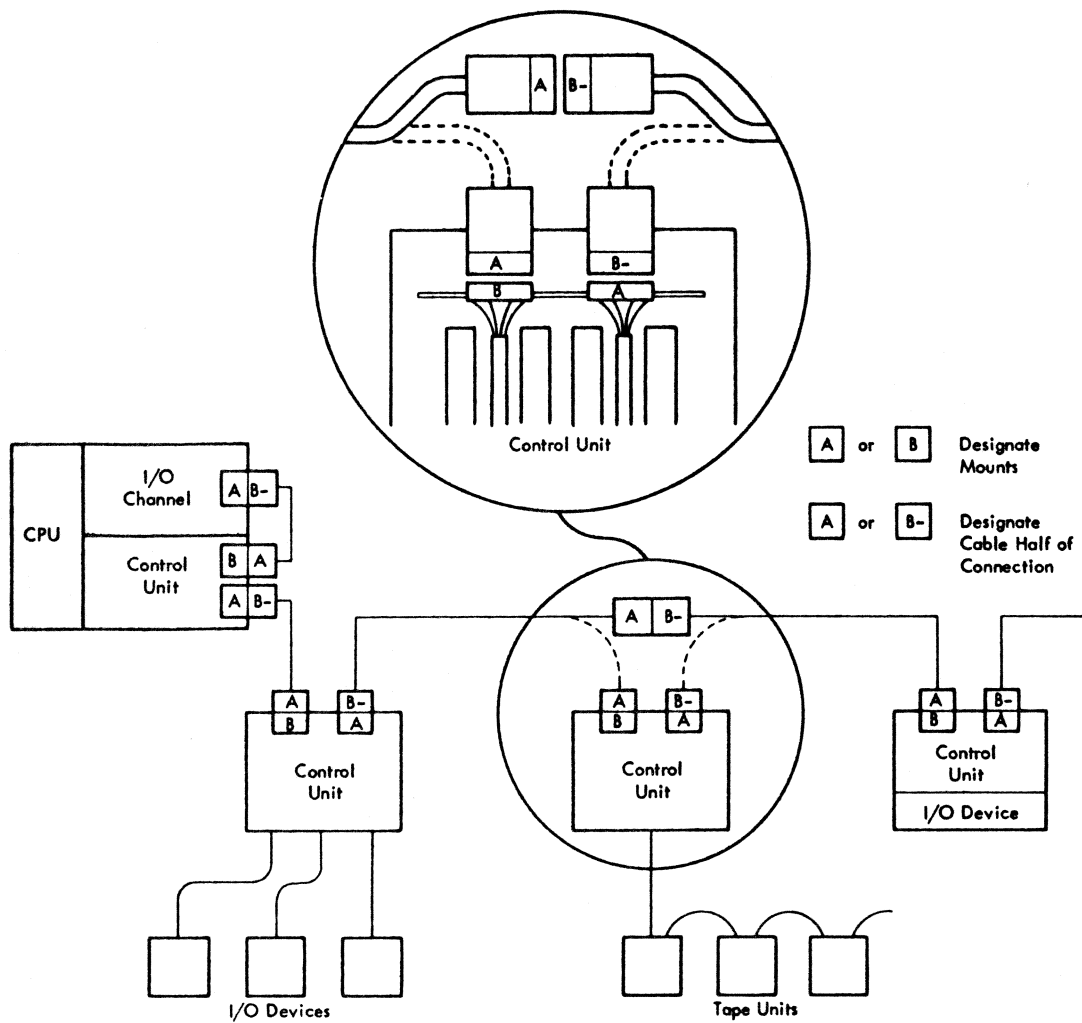 A B-
A B-
B A
Control Unit
A or B Designate
Mounts
A or B- Designate
Cable Half of
Connection
CPU
I/O
Channel
A B-
Control
Unit
B A
A B-
A B-
A B-
B A
Control
Unit
A B-
B A
Control
Unit
A B-
B A
Control
Unit
I/O Device
I/O Devices
Tape Units